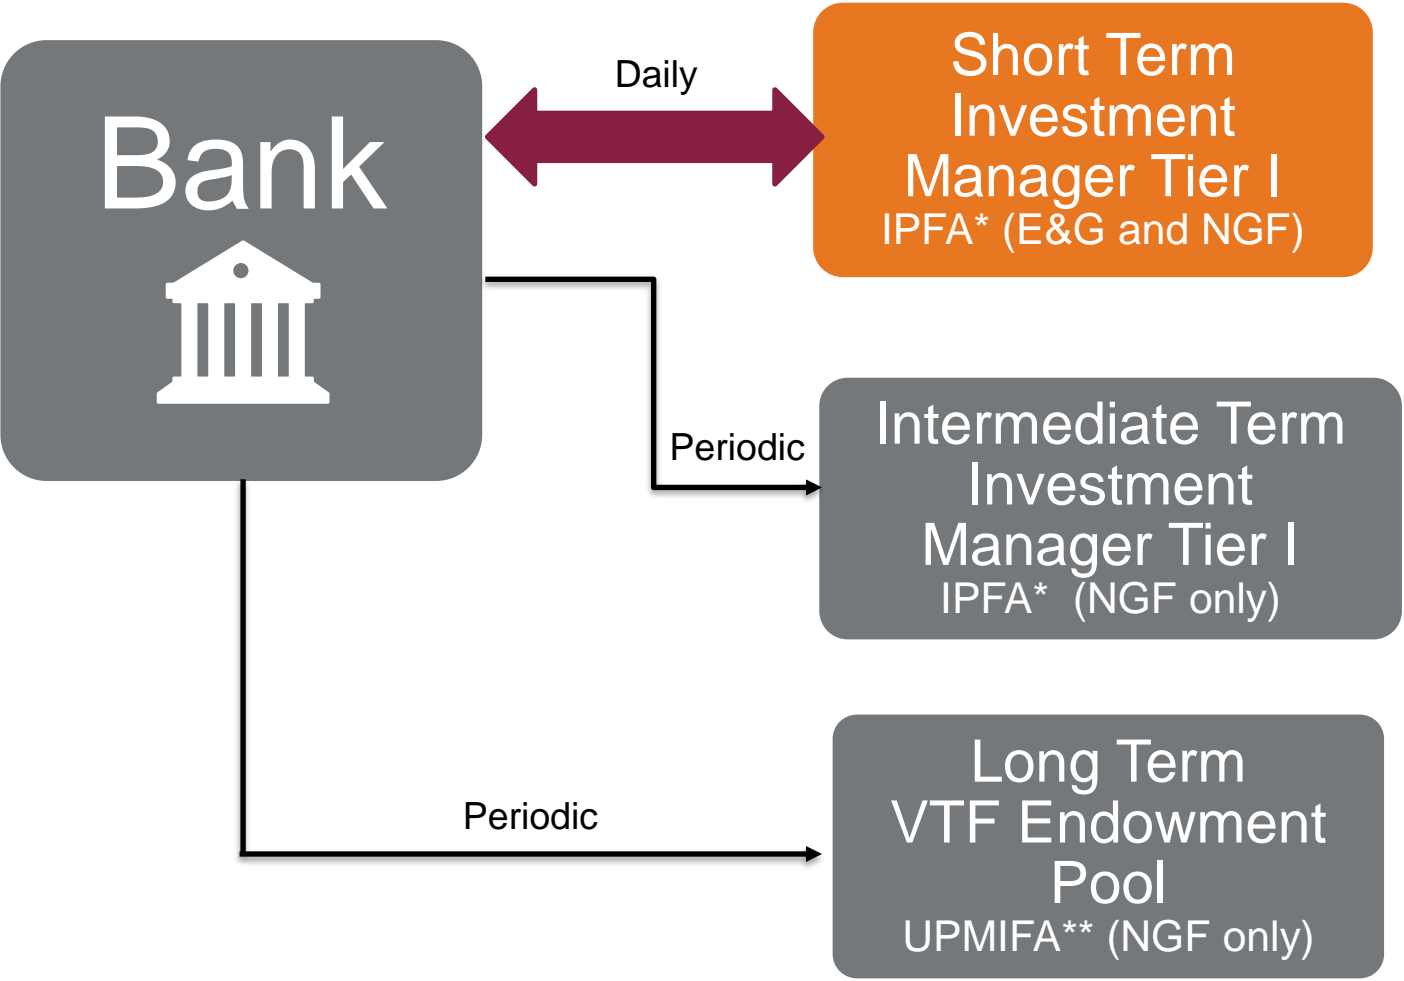 Bank
Daily
Short Term
Investment
Manager Tier I
IPFA* (E&G and NGF)
Periodic
Intermediate Term
Investment
Manager Tier I
IPFA*  (NGF only)
Periodic
Long Term
VTF Endowment
Pool
UPMIFA** (NGF only)